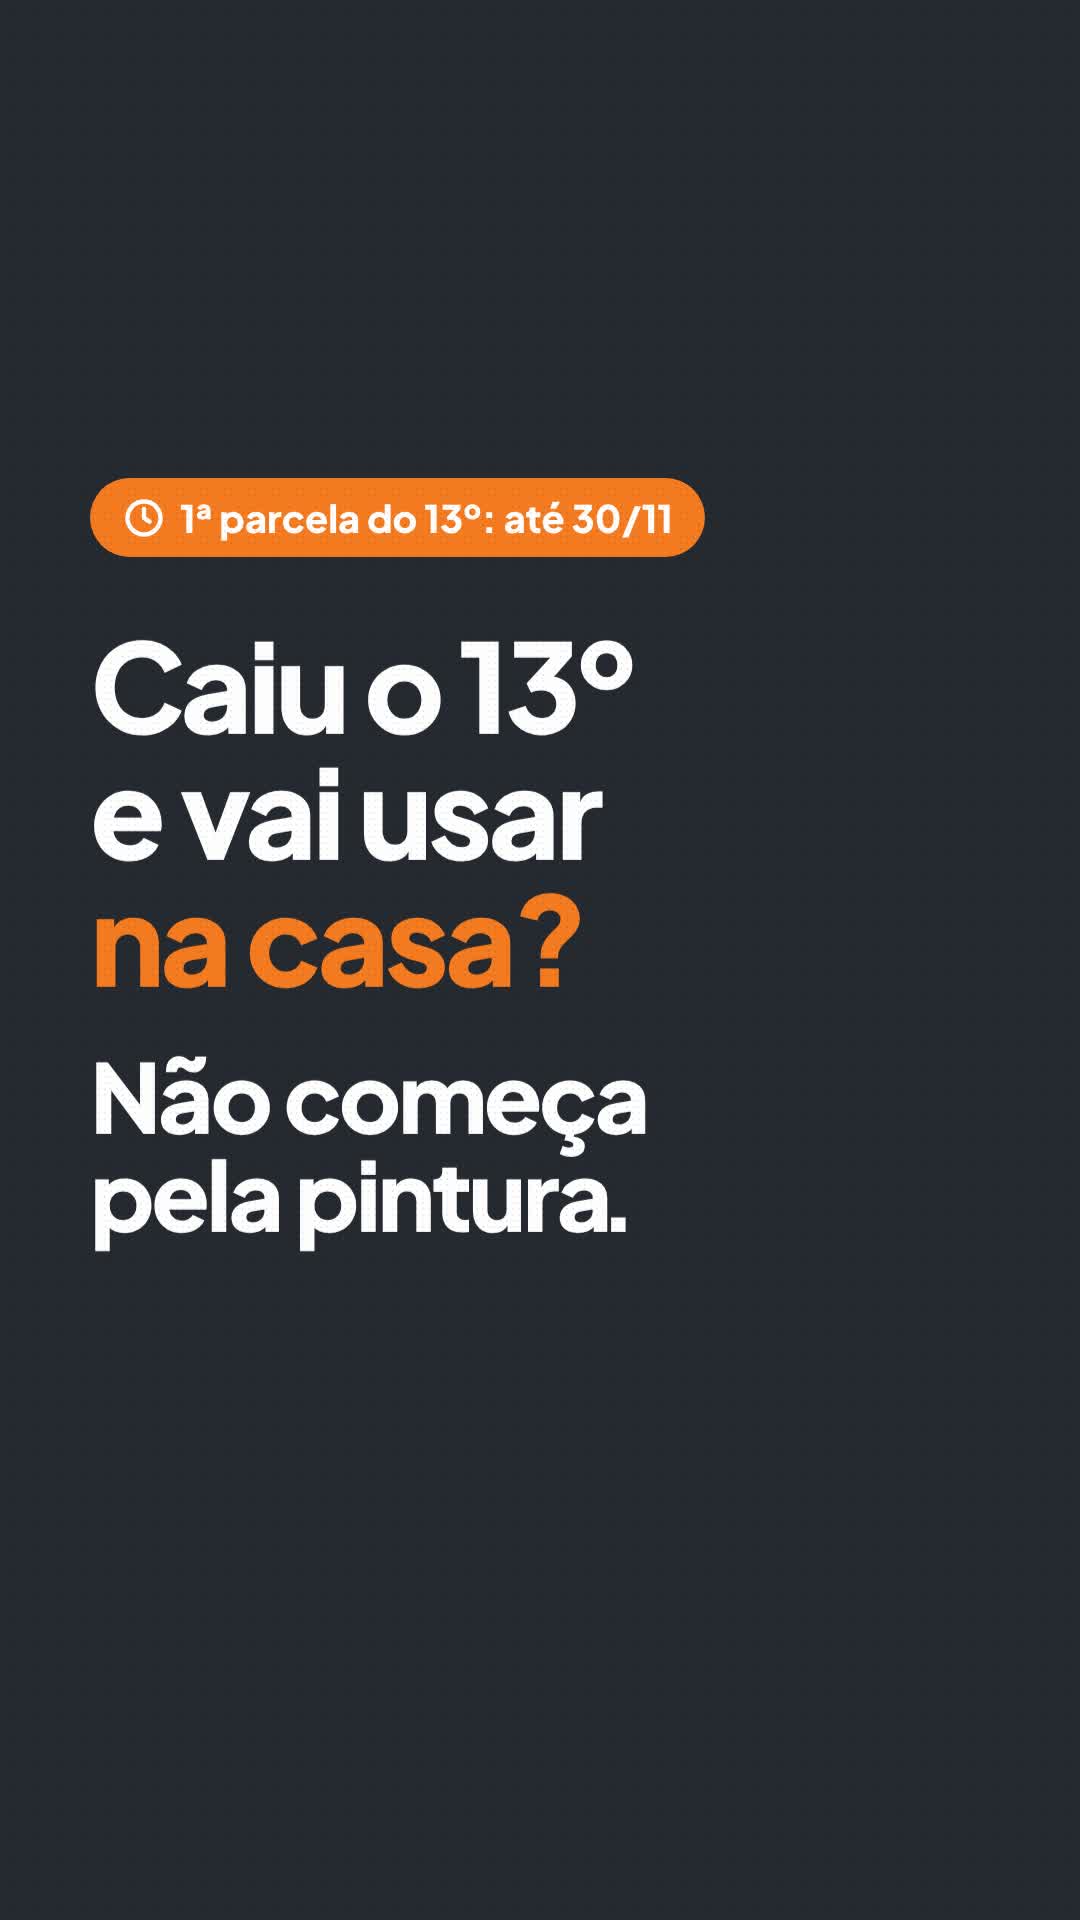 1ª parcela do 13º: até 30/11
Caiu o 13º
e vai usar
na casa?
Não começa
pela pintura.